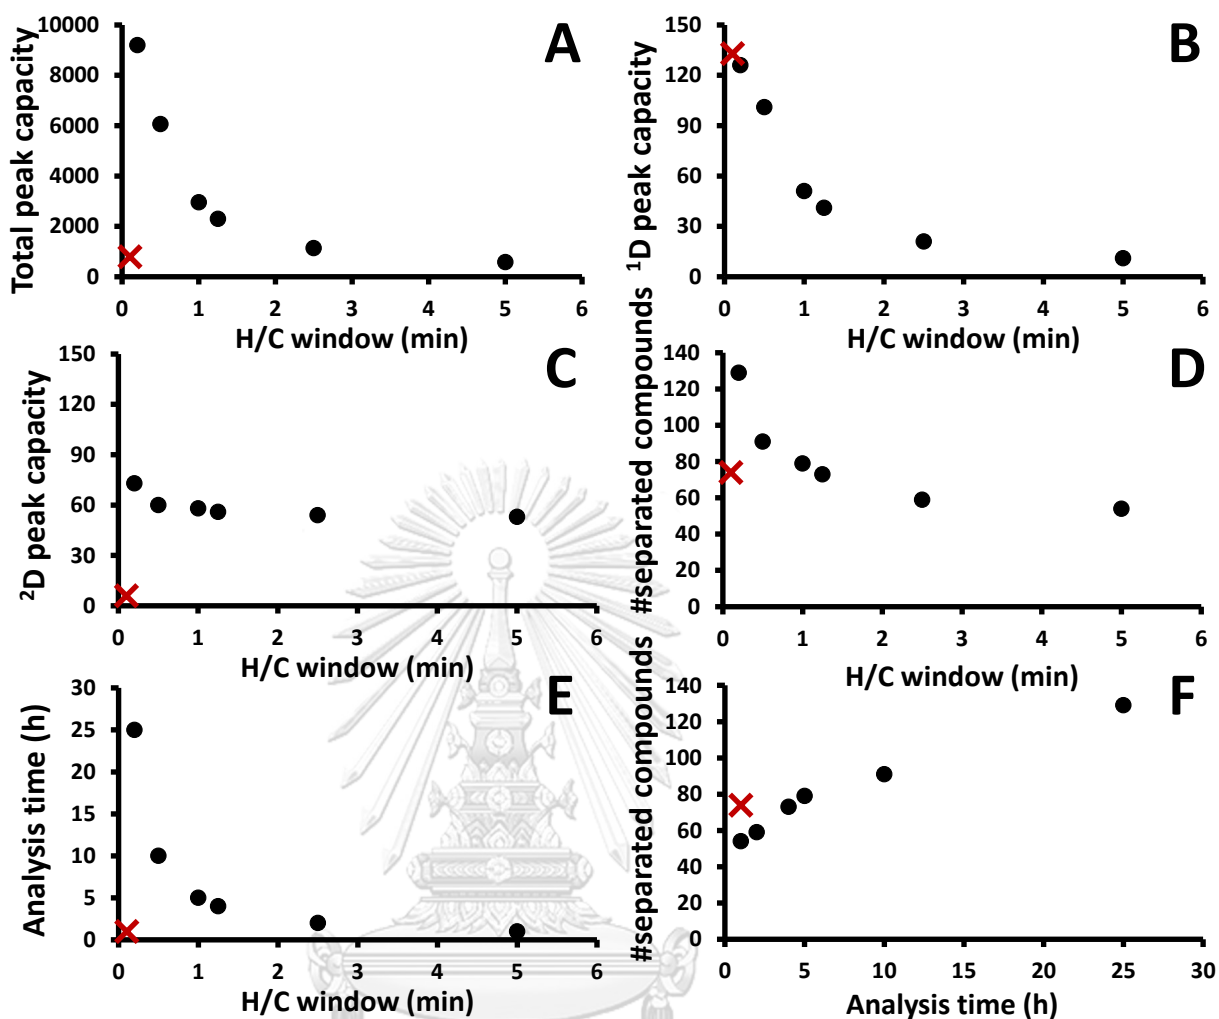 A
Total peak capacity
10000
8000
6000
4000
2000
0
0 1 2 3 4 5 6
H/C window (min)
B
¹D peak capacity
150
120
90
60
30
0
0 1 2 3 4 5 6
H/C window (min)
C
²D peak capacity
150
120
90
60
30
0
0 1 2 3 4 5 6
H/C window (min)
D
#separated compounds
140
120
100
80
60
40
20
0
0 1 2 3 4 5 6
H/C window (min)
E
Analysis time (h)
30
25
20
15
10
5
0
0 1 2 3 4 5 6
H/C window (min)
F
#separated compounds
140
120
100
80
60
40
20
0
0 5 10 15 20 25 30
Analysis time (h)